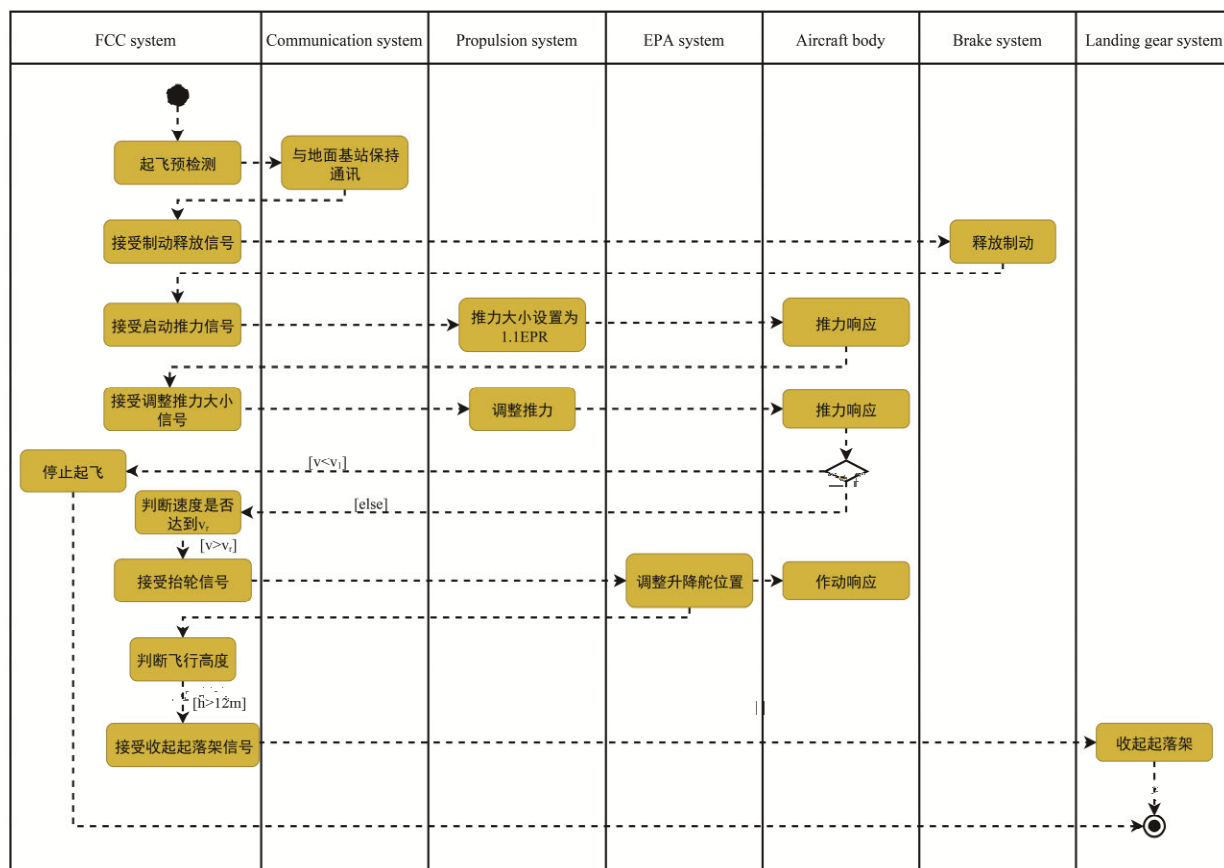 FCC system
Communication system
Propulsion system
EPA system
Aircraft body
Brake system
Landing gear system
起飞预检测
与地面基站保持
通讯
接受制动释放信号
释放制动
接受启动推力信号
推力大小设置为
1.1EPR
推力响应
接受调整推力大小
信号
调整推力
推力响应
[v<v₁]
停止起飞
[else]
判断速度是否
达到vᵣ
[v>vᵣ]
接受抬轮信号
调整升降舵位置
作动响应
判断飞行高度
[h>12m]
接受收起起落架信号
收起起落架